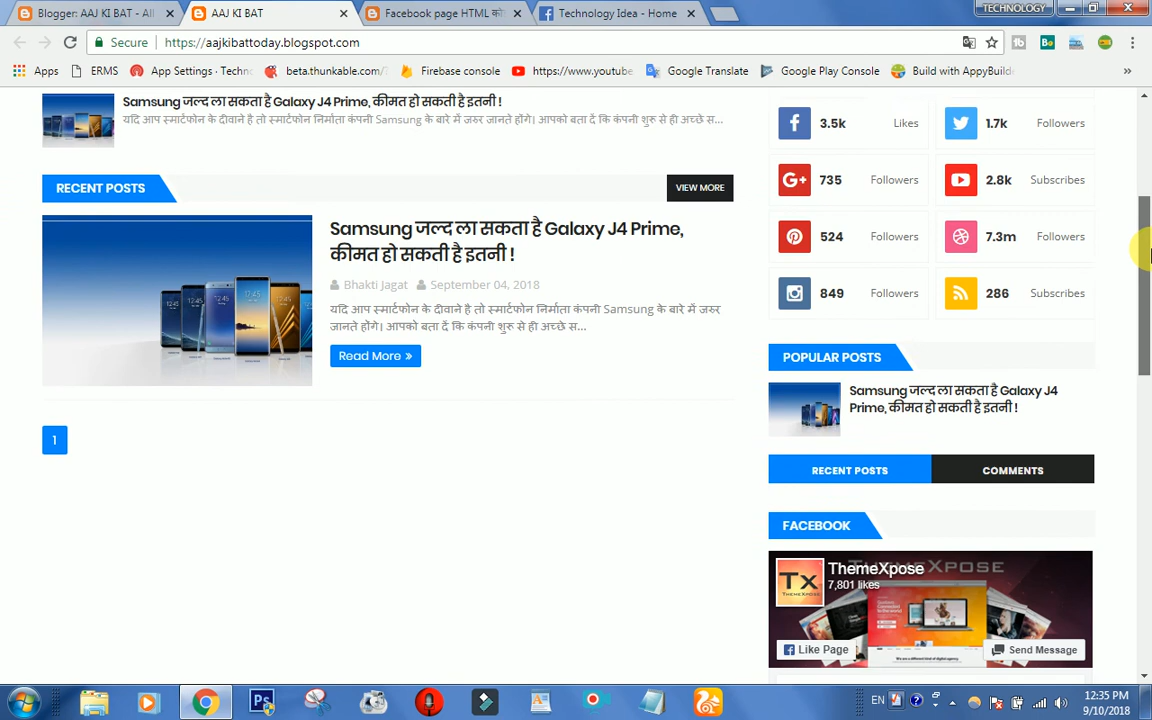 Blogger: AAJ KI BAT - All
AAJ KI BAT
Facebook page HTML को
Technology Idea - Home
TECHNOLOGY
Secure
https://aajkibattoday.blogspot.com
Apps
ERMS
App Settings - Techno
beta.thunkable.com/
Firebase console
https://www.youtube
Google Translate
Google Play Console
Build with AppyBuilde
Samsung जल्द ला सकता है Galaxy J4 Prime, कीमत हो सकती है इतनी !
यदि आप स्मार्टफोन के दीवाने है तो स्मार्टफोन निर्माता कंपनी Samsung के बारे में जरुर जानते होंगे। आपको बता दें कि कंपनी शुरु से ही अच्छे स...
RECENT POSTS
VIEW MORE
Samsung जल्द ला सकता है Galaxy J4 Prime,
कीमत हो सकती है इतनी !
Bhakti Jagat
September 04, 2018
यदि आप स्मार्टफोन के दीवाने है तो स्मार्टफोन निर्माता कंपनी Samsung के बारे में जरुर
जानते होंगे। आपको बता दें कि कंपनी शुरु से ही अच्छे स...
Read More »
1
3.5k Likes
1.7k Followers
735 Followers
2.8k Subscribes
524 Followers
7.3m Followers
849 Followers
286 Subscribes
POPULAR POSTS
Samsung जल्द ला सकता है Galaxy J4
Prime, कीमत हो सकती है इतनी !
RECENT POSTS
COMMENTS
FACEBOOK
THEMEXPOSE
Tx
ThemeXpose
7,801 likes
Like Page
Send Message
EN
12:35 PM
9/10/2018